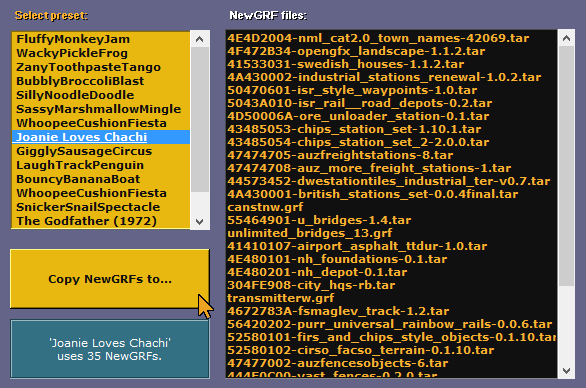 Select preset:
FluffyMonkeyJam
WackyPickleFrog
ZanyToothpasteTango
BubblyBroccoliBlast
SillyNoodleDoodle
SassyMarshmallowMingle
WhoopeeCushionFiesta
Joanie Loves Chachi
GigglySausageCircus
LaughTrackPenguin
BouncyBananaBoat
WhoopeeCushionFiesta
SnickerSnailSpectacle
The Godfather (1972)
Copy NewGRFs to...
'Joanie Loves Chachi'
uses 35 NewGRFs.
NewGRF files:
4E4D2004-nml_cat2.0_town_names-42069.tar
4F472B34-opengfx_landscape-1.1.2.tar
41533031-swedish_houses-1.1.2.tar
4A430002-industrial_stations_renewal-1.0.2.tar
50470601-isr_style_waypoints-1.0.tar
5043A010-isr_rail__road_depots-0.2.tar
4D50006A-ore_unloader_station-0.1.tar
43485053-chips_station_set-1.10.1.tar
43485054-chips_station_set_2-2.0.0.tar
47474705-auzfreightstations-8.tar
47474708-auz_more_freight_stations-1.tar
44573452-dwestationtiles_industrial_ter-v0.7.tar
4A430001-british_stations_set-0.0.4final.tar
canstnw.grf
55464901-u_bridges-1.4.tar
unlimited_bridges_13.grf
41410107-airport_asphalt_ttdur-1.0.tar
4E480101-nh_foundations-0.1.tar
4E480201-nh_depot-0.1.tar
304FE908-city_hqs-rb.tar
transmitterw.grf
4672783A-fsmaglev_track-1.2.tar
56420202-purr_universal_rainbow_rails-0.0.6.tar
52580101-firs_and_chips_style_objects-0.1.10.tar
52580102-cirso_facso_terrain-0.1.10.tar
47477002-auzfencesobjects-6.tar
444E0C00-vast_fences-0.2.0.tar